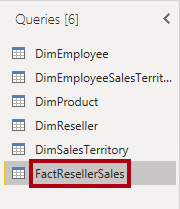 Queries [6]
DimEmployee
DimEmployeeSalesTerrit...
DimProduct
DimReseller
DimSalesTerritory
FactResellerSales